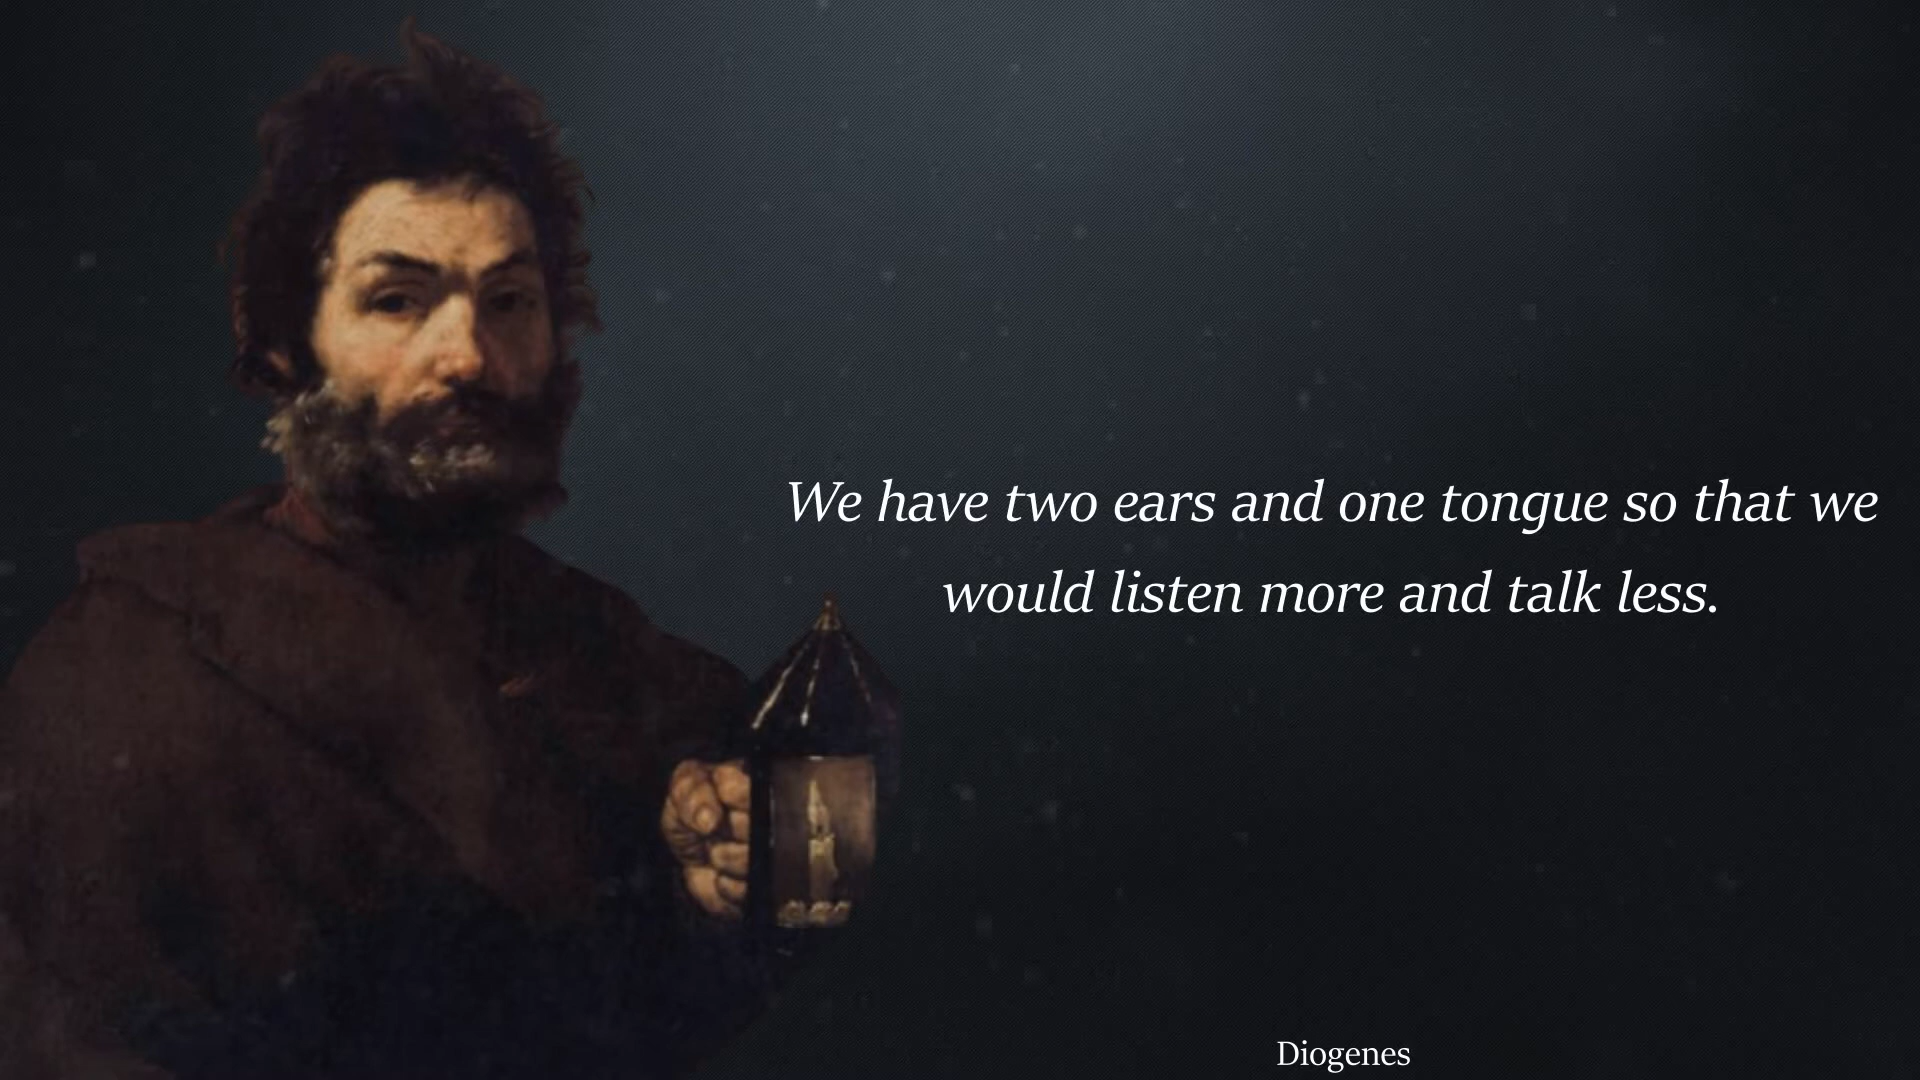 We have two ears and one tongue so that we
would listen more and talk less.
Diogenes